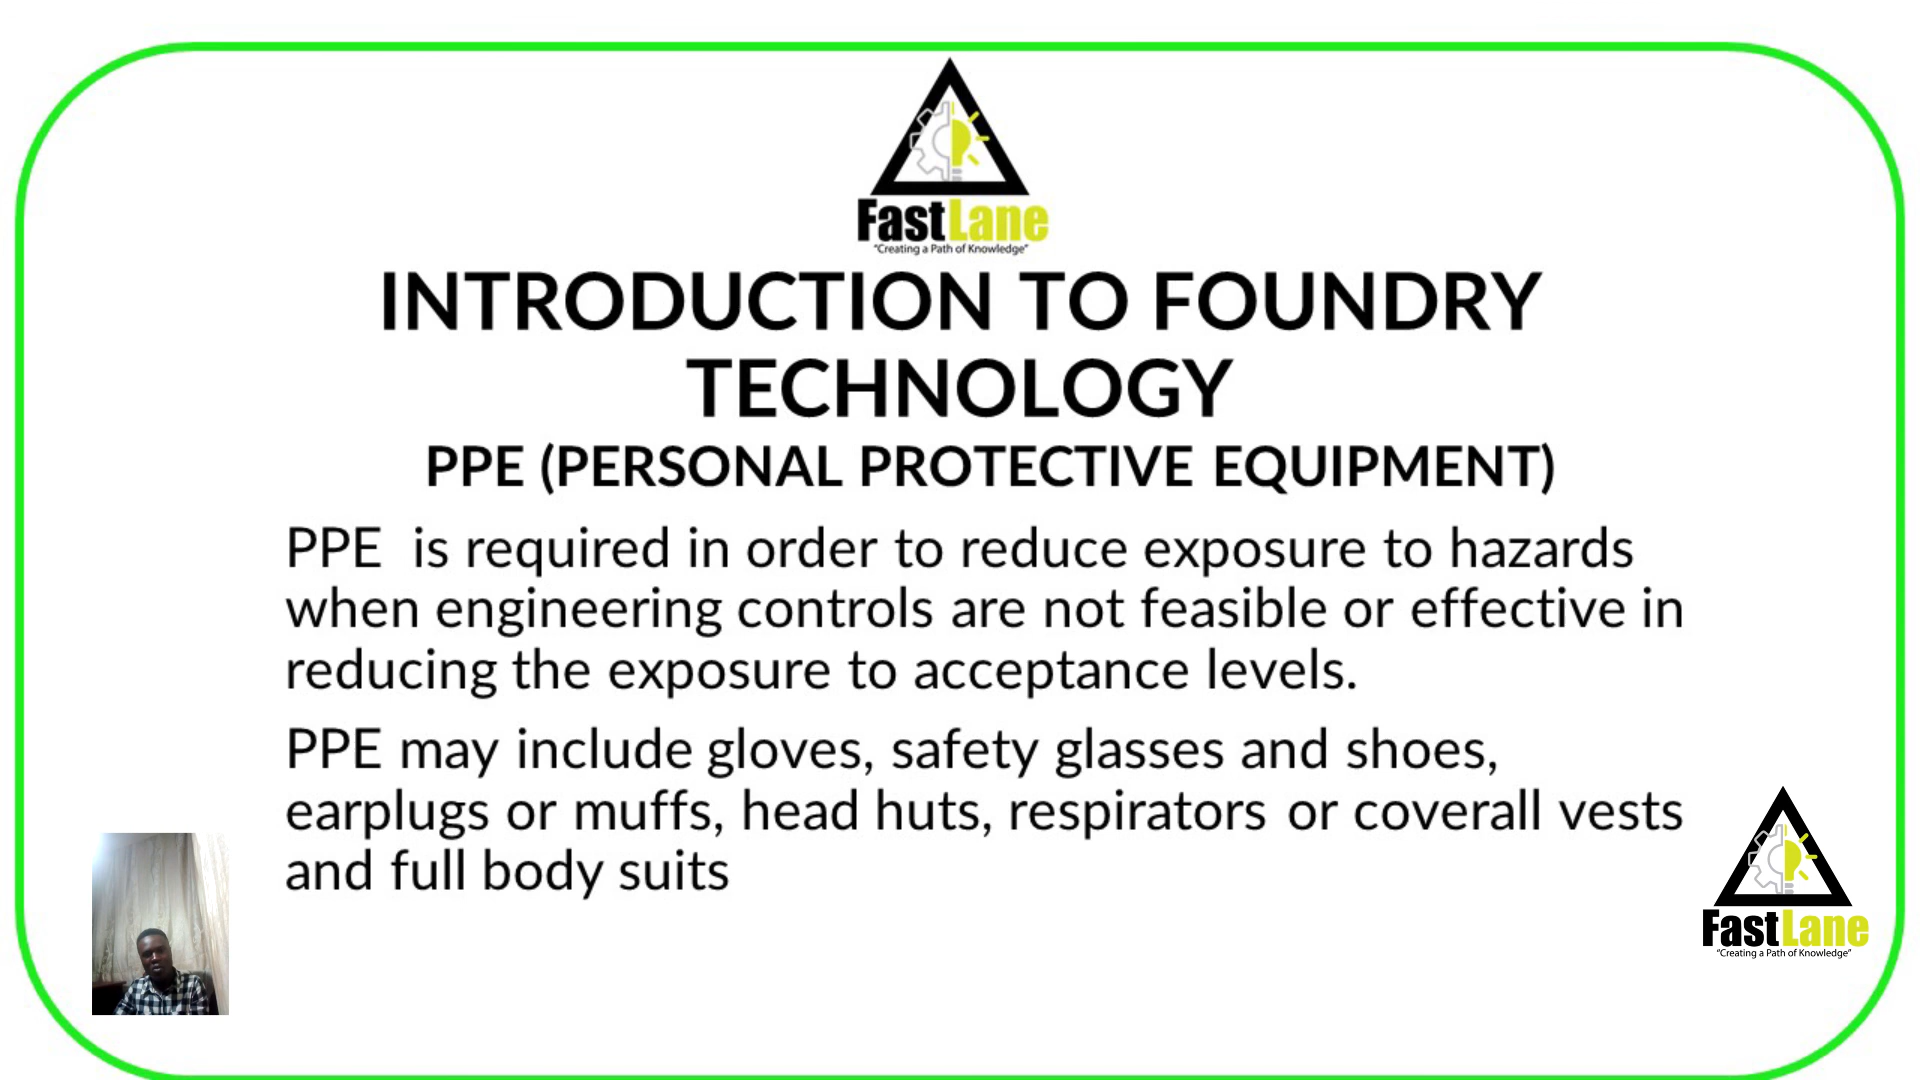 FastLane
"Creating a Path of Knowledge"
INTRODUCTION TO FOUNDRY
TECHNOLOGY
PPE (PERSONAL PROTECTIVE EQUIPMENT)
PPE is required in order to reduce exposure to hazards
when engineering controls are not feasible or effective in
reducing the exposure to acceptance levels.
PPE may include gloves, safety glasses and shoes,
earplugs or muffs, head huts, respirators or coverall vests
and full body suits
FastLane
"Creating a Path of Knowledge"